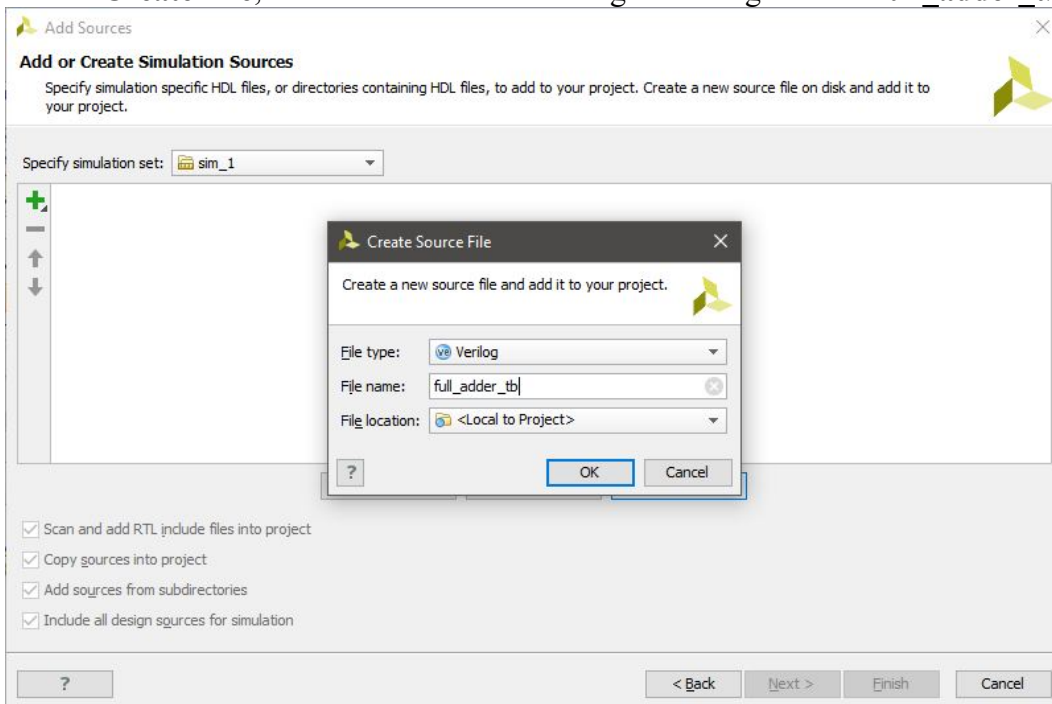 Add Sources
Add or Create Simulation Sources
Specify simulation specific HDL files, or directories containing HDL files, to add to your project. Create a new source file on disk and add it to
your project.
Specify simulation set: sim_1
Create Source File
Create a new source file and add it to your project.
File type: Verilog
File name: full_adder_tb
File location: <Local to Project>
? OK Cancel
Scan and add RTL include files into project
Copy sources into project
Add sources from subdirectories
Include all design sources for simulation
? < Back Next > Finish Cancel